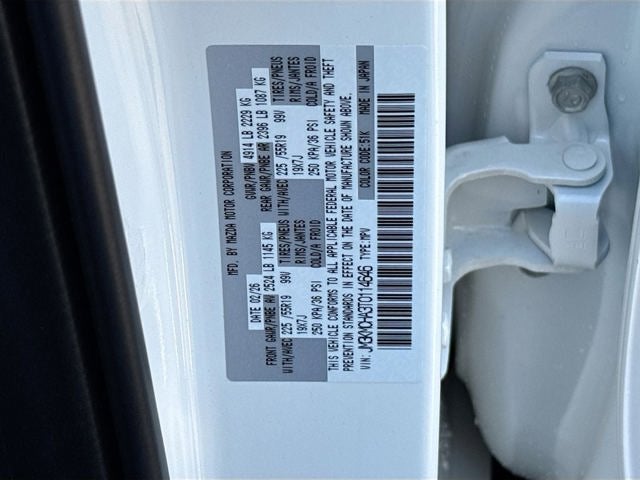 MFD. BY MAZDA MOTOR CORPORATION
DATE 02/26 GVWR/PNBV 4914 LB 2229 KG
FRONT GAWR/PNBE AV 2524 LB 1145 KG REAR GAWR/PNBE AR 2396 LB 1087 KG
WITH/AVEC 225 /55R19 99V TIRES/PNEUS WITH/AVEC 225 /55R19 99V TIRES/PNEUS
19X7J RIMS/JANTES 19X7J RIMS/JANTES
250 KPA/36 PSI COLD/A FROID 250 KPA/36 PSI COLD/A FROID
THIS VEHICLE CONFORMS TO ALL APPLICABLE FEDERAL MOTOR VEHICLE SAFETY AND THEFT
PREVENTION STANDARDS IN EFFECT ON THE DATE OF MANUFACTURE SHOWN ABOVE.
VIN: JM3KMCHA3T0114646 TYPE: MPV COLOR CODE: 51K MADE IN JAPAN